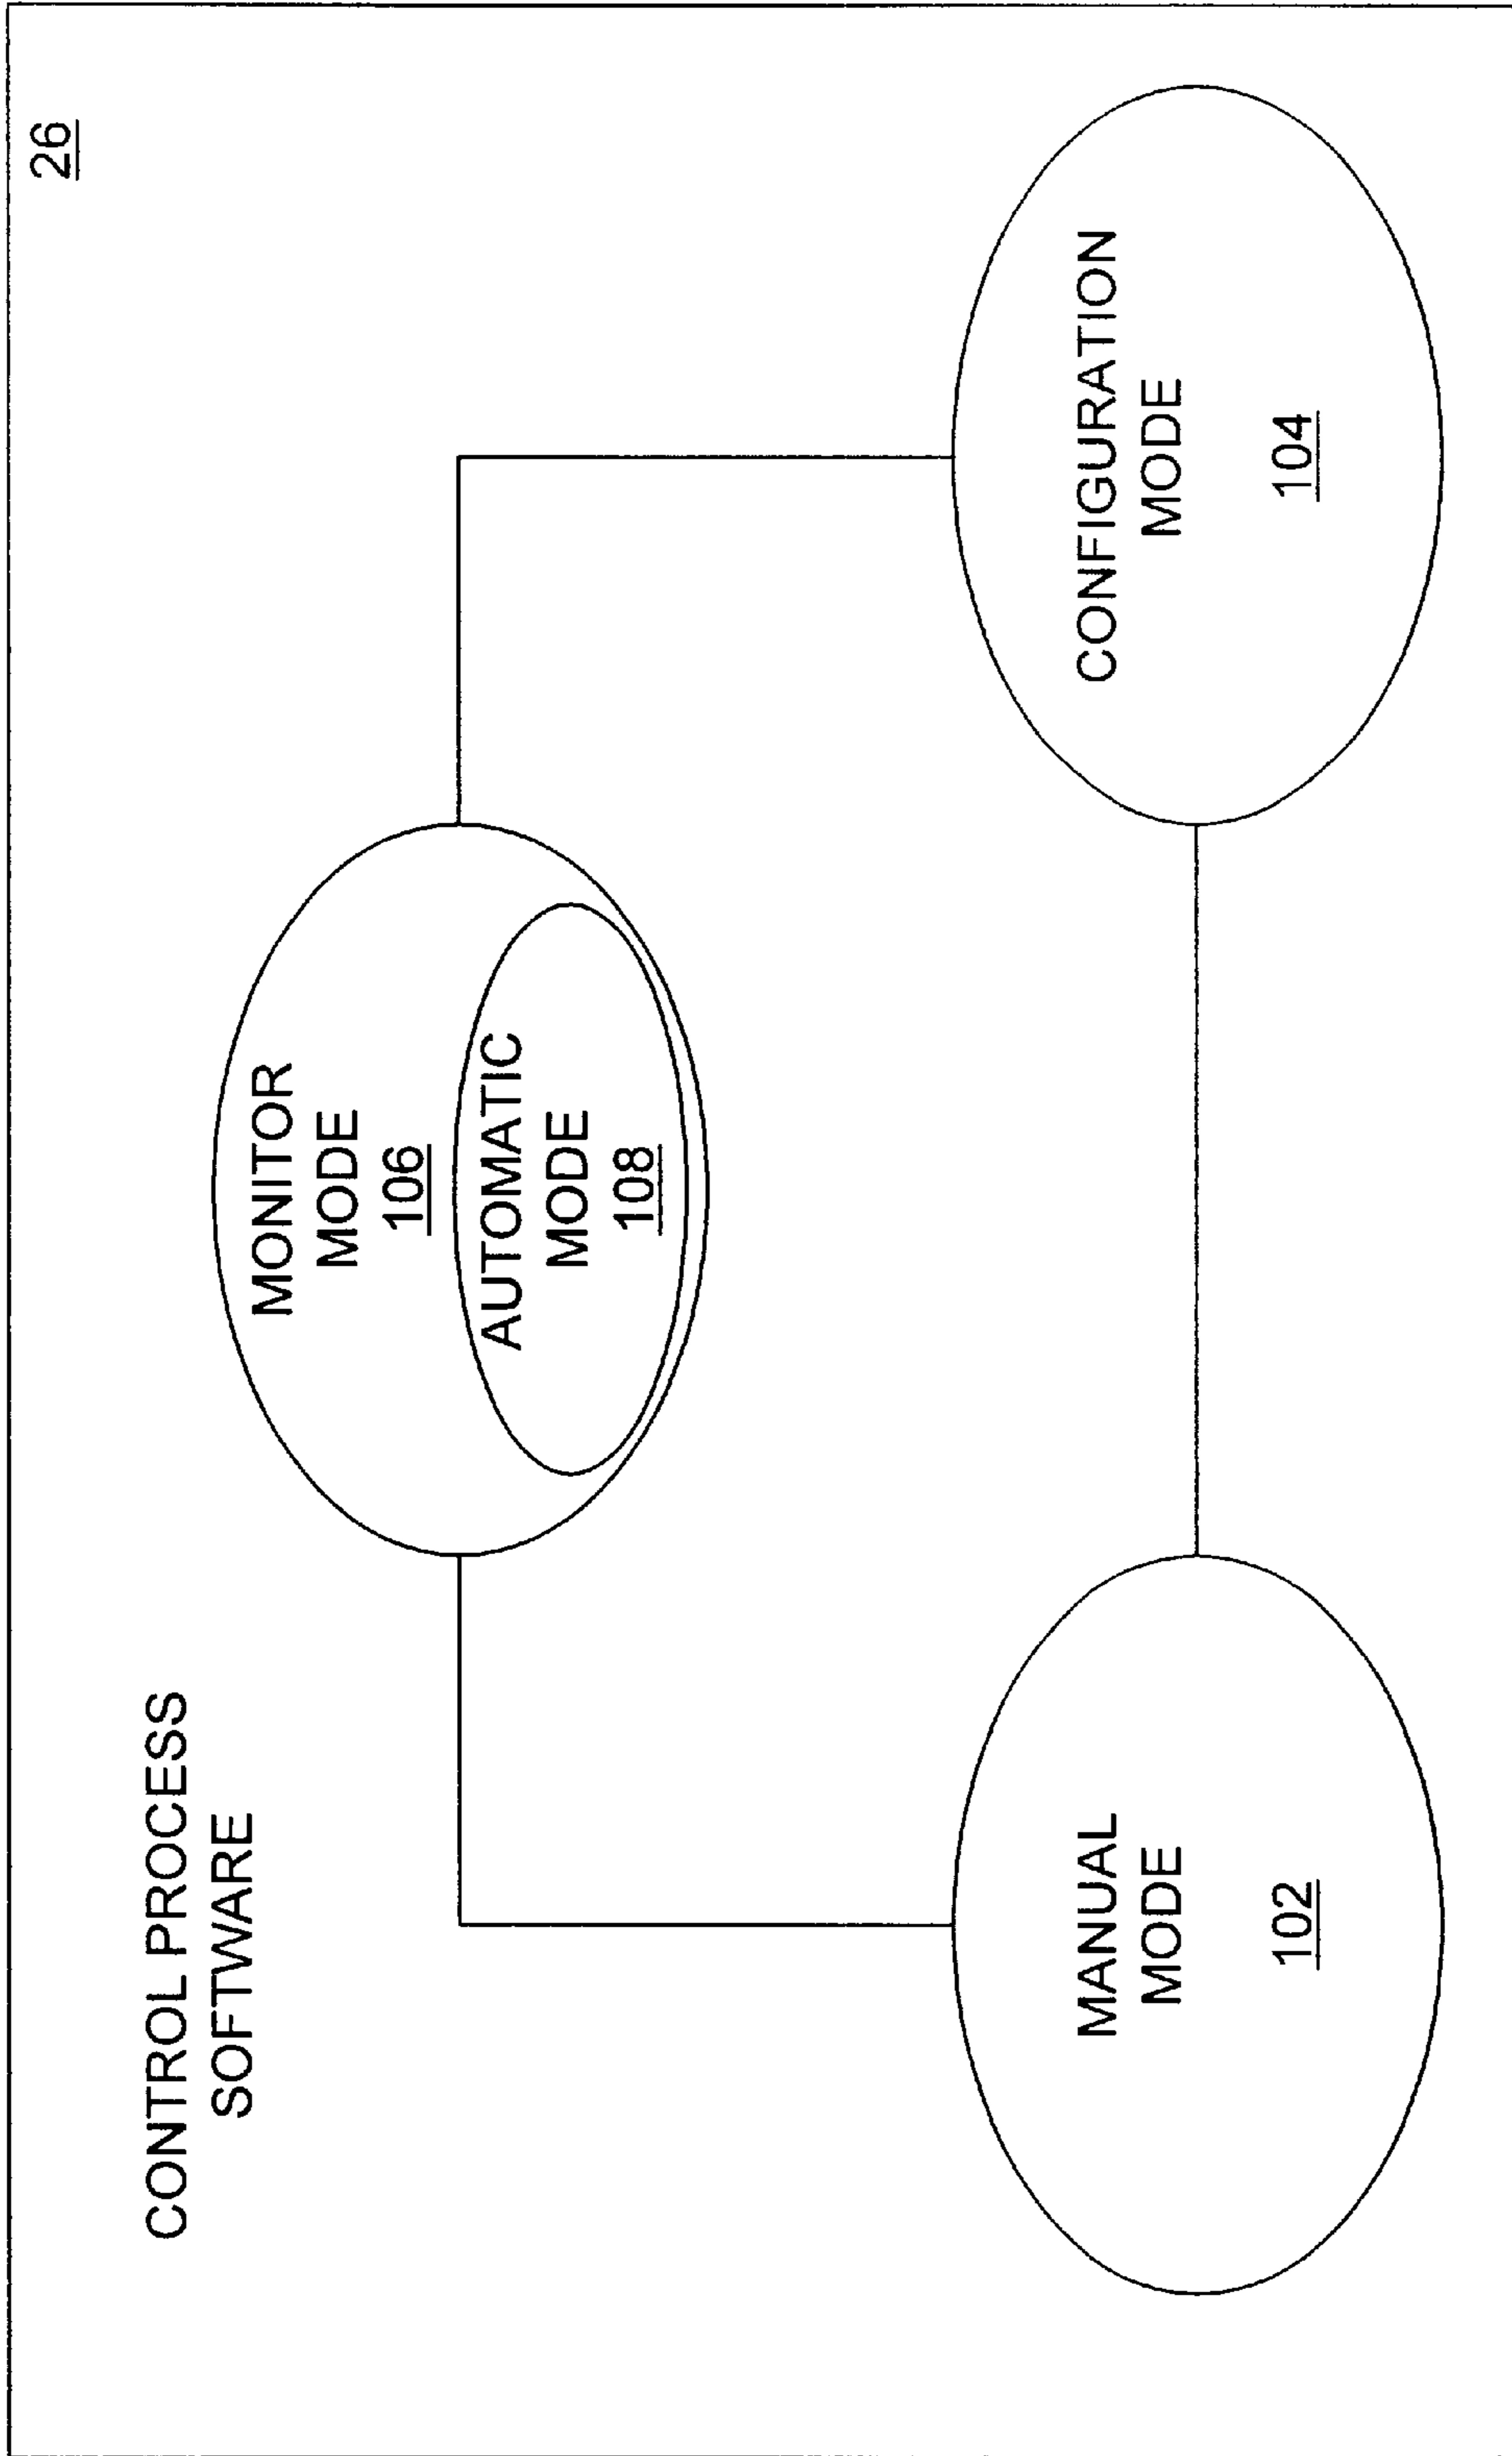 26
CONTROL PROCESS
SOFTWARE
MONITOR
MODE
106
AUTOMATIC
MODE
108
MANUAL
MODE
102
CONFIGURATION
MODE
104